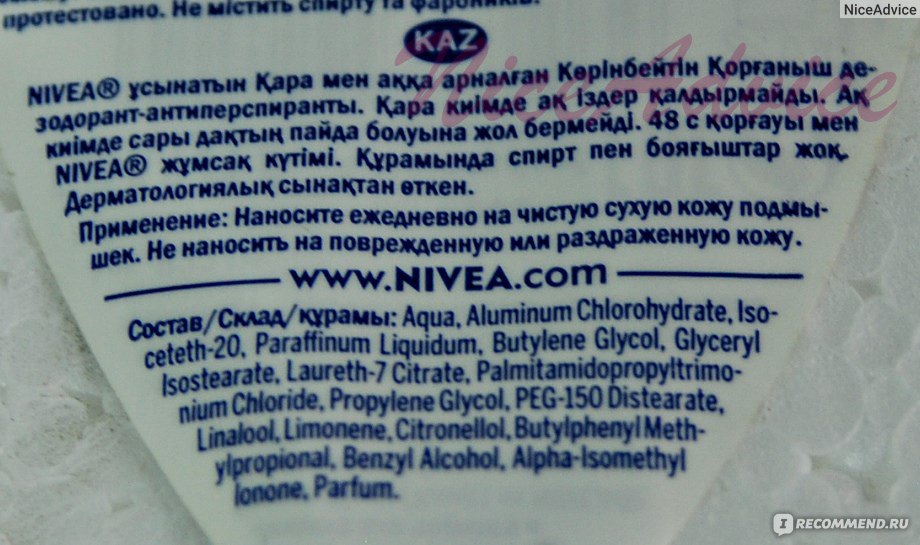 NiceAdvice
протестовано. Не містить спирту та фарбників.
KAZ
NiceAdvice
NIVEA® ұсынатын Қара мен аққа арналған Көрінбейтін Қорғаныш де-
зодорант-антиперспиранты. Қара киімде ақ іздер қалдырмайды. Ақ
киімде сары дақтың пайда болуына жол бермейді. 48 с қорғауы мен
NIVEA® жұмсақ күтімі. Құрамында спирт пен бояғыштар жоқ.
Дерматологиялық сынақтан өткен.
Применение: Наносите ежедневно на чистую сухую кожу подмы-
шек. Не наносить на поврежденную или раздраженную кожу.
www.NIVEA.com
Состав/Склад/құрамы: Aqua, Aluminum Chlorohydrate, Iso-
ceteth-20, Paraffinum Liquidum, Butylene Glycol, Glyceryl
Isostearate, Laureth-7 Citrate, Palmitamidopropyltrimo-
nium Chloride, Propylene Glycol, PEG-150 Distearate,
Linalool, Limonene, Citronellol, Butylphenyl Meth-
ylpropional, Benzyl Alcohol, Alpha-Isomethyl
Ionone, Parfum.
I RECOMMEND.RU